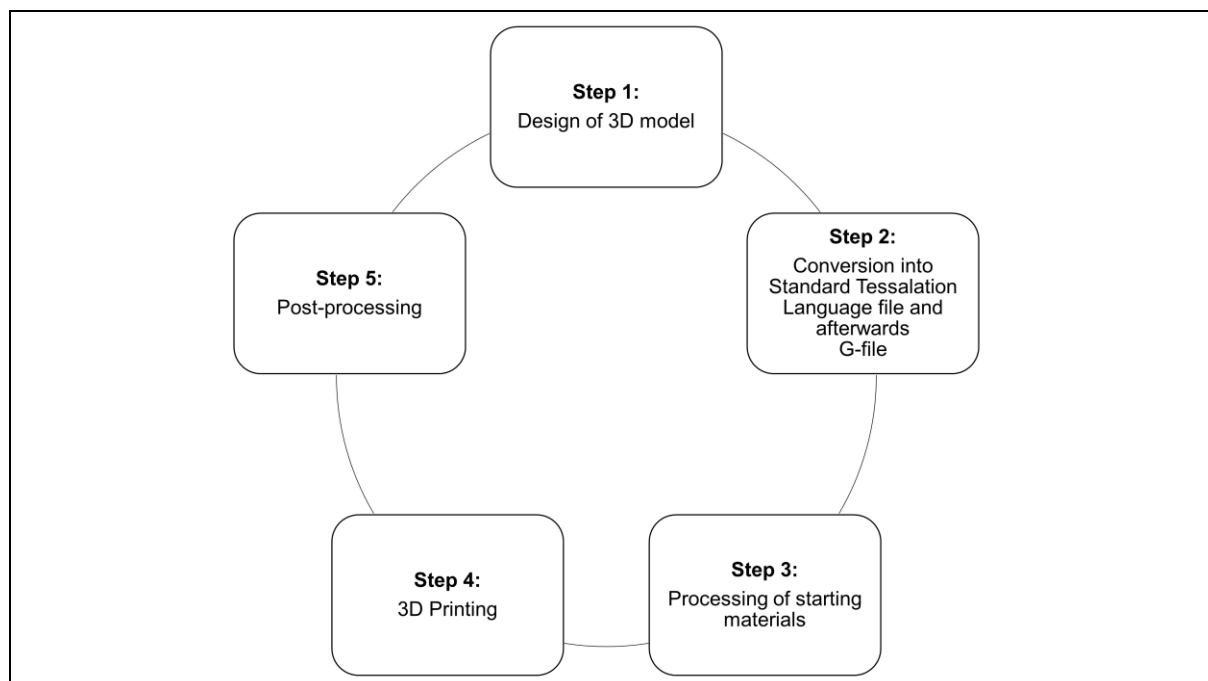 Step 1:
Design of 3D model
Step 2:
Conversion into
Standard Tessalation
Language file and
afterwards
G-file
Step 3:
Processing of starting
materials
Step 4:
3D Printing
Step 5:
Post-processing